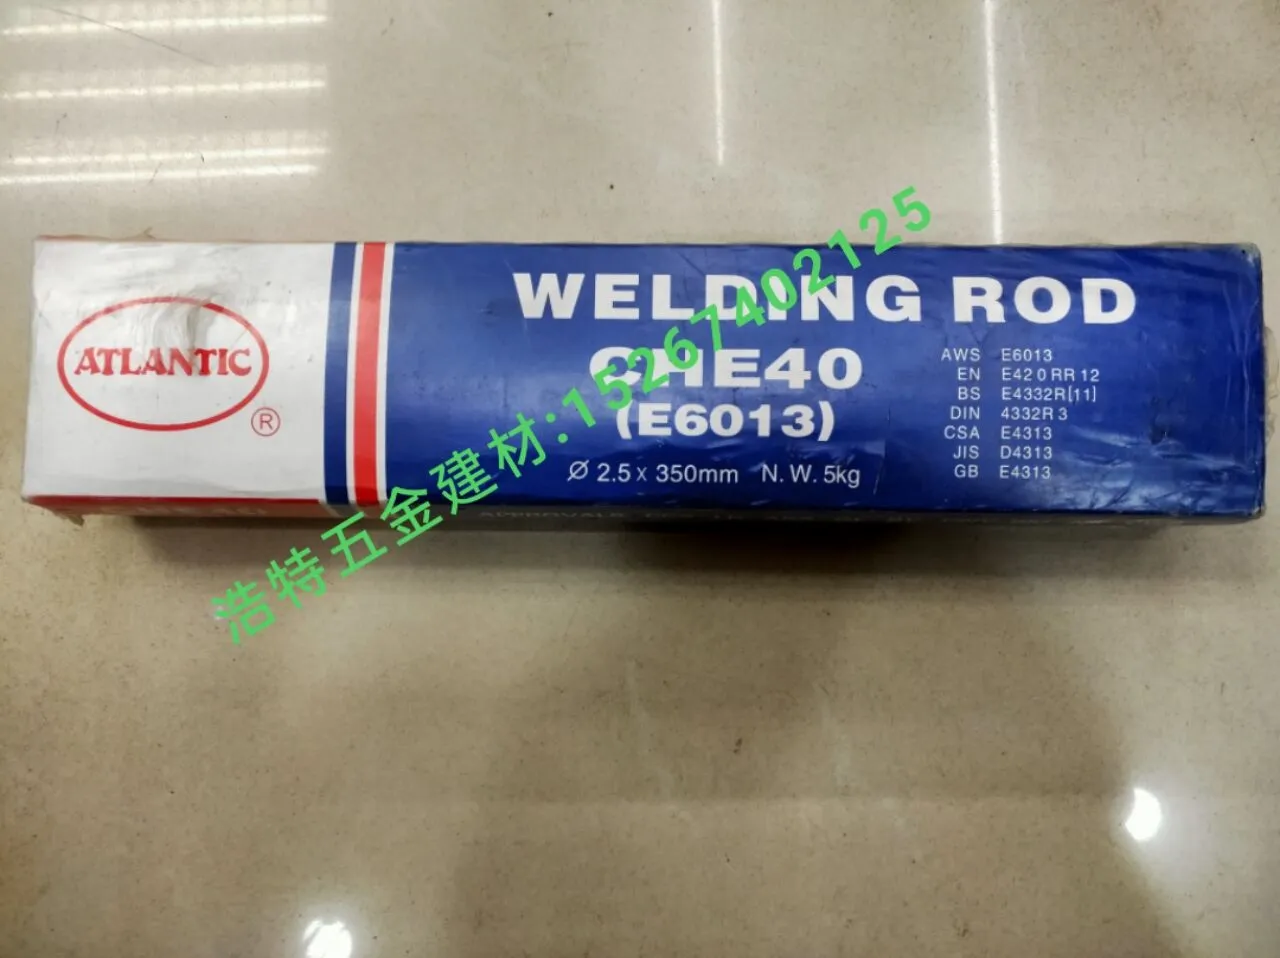 ATLANTIC
®
WELDING ROD
CHE40
(E6013)
Ø 2.5 x 350mm N. W. 5kg
AWS E6013
EN E42 0 RR 12
BS E4332R[11]
DIN 4332R 3
CSA E4313
JIS D4313
GB E4313
浩特五金建材:15267402125